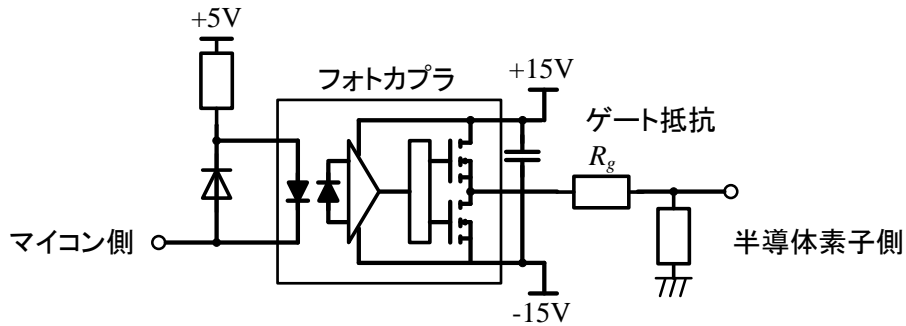 +5V
フォトカプラ
+15V
ゲート抵抗
Rg
マイコン側
半導体素子側
-15V